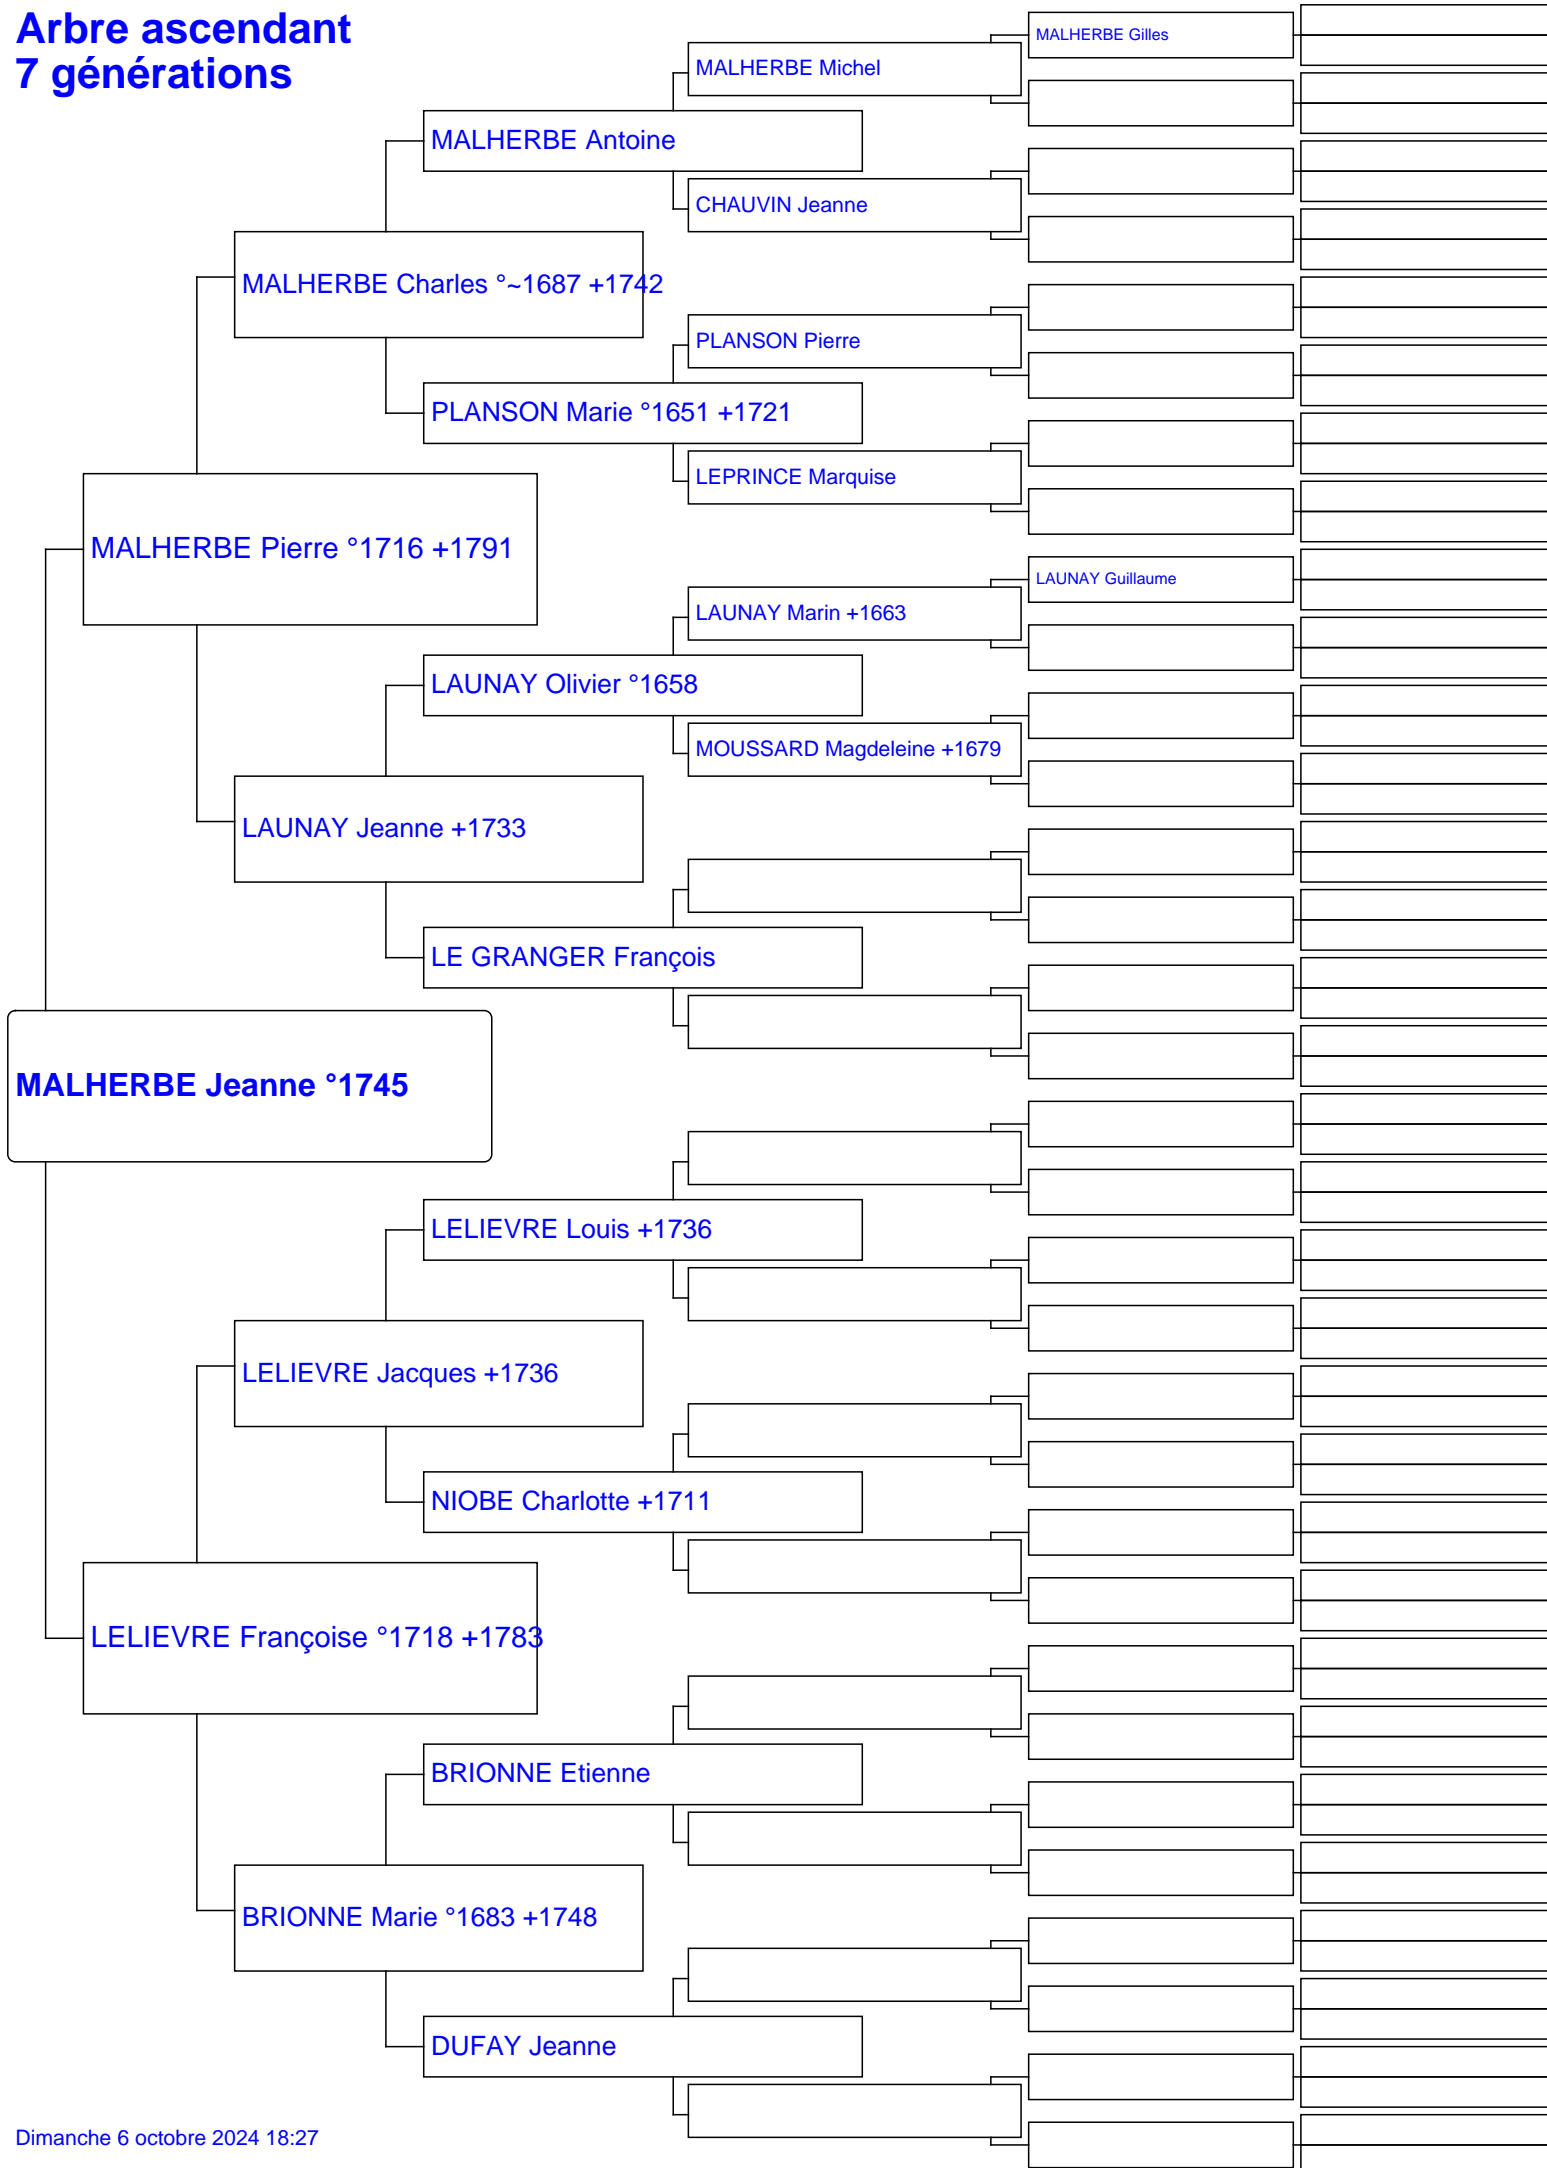 Arbre ascendant
7 générations
MALHERBE Gilles
MALHERBE Michel
MALHERBE Antoine
CHAUVIN Jeanne
MALHERBE Charles °~1687 +1742
PLANSON Pierre
PLANSON Marie °1651 +1721
LEPRINCE Marquise
MALHERBE Pierre °1716 +1791
LAUNAY Guillaume
LAUNAY Marin +1663
LAUNAY Olivier °1658
MOUSSARD Magdeleine +1679
LAUNAY Jeanne +1733
LE GRANGER François
MALHERBE Jeanne °1745
LELIEVRE Louis +1736
LELIEVRE Jacques +1736
NIOBE Charlotte +1711
LELIEVRE Françoise °1718 +1783
BRIONNE Etienne
BRIONNE Marie °1683 +1748
DUFAY Jeanne
Dimanche 6 octobre 2024 18:27